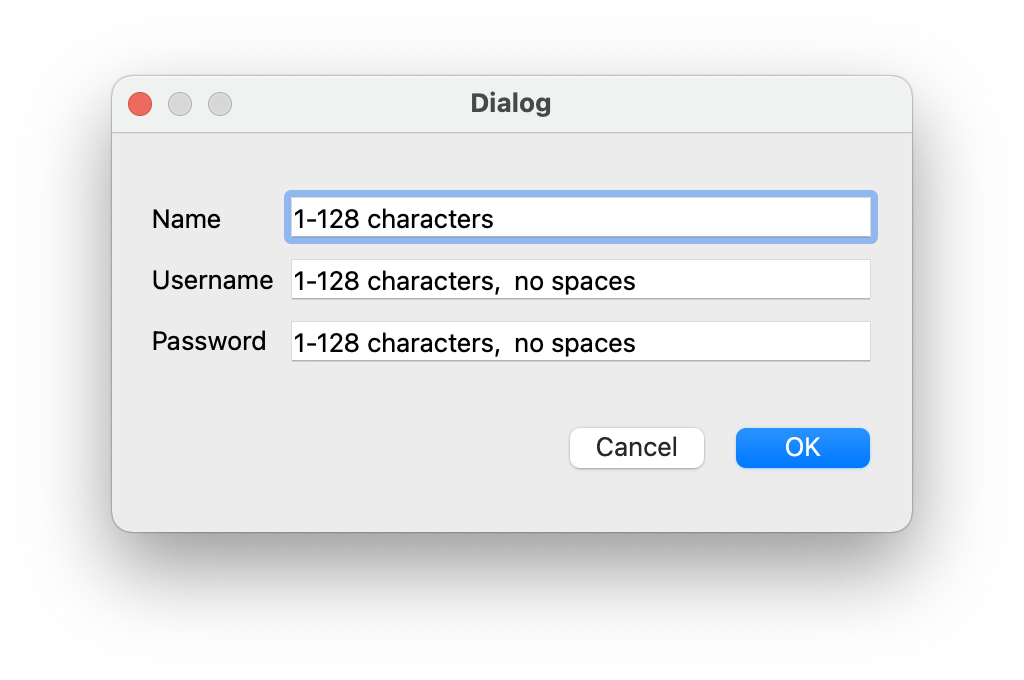 Dialog
Name 1-128 characters
Username 1-128 characters,  no spaces
Password 1-128 characters,  no spaces
Cancel OK